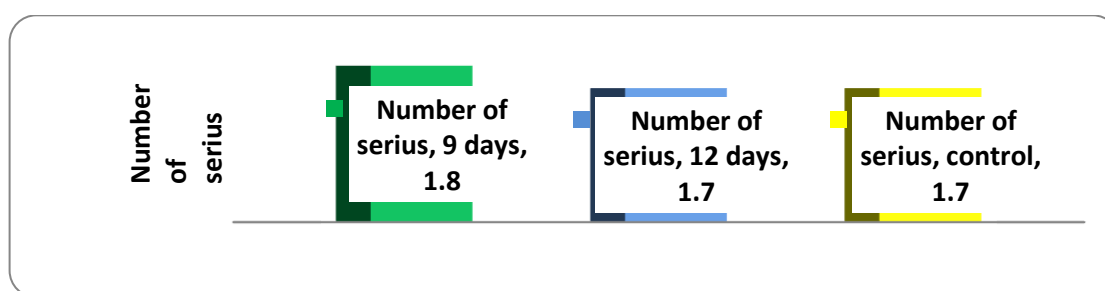 Number
of
serius
Number of
serius, 9 days,
1.8
Number of
serius, 12 days,
1.7
Number of
serius, control,
1.7